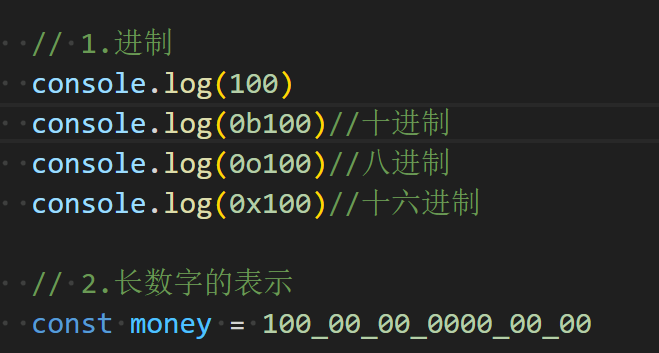 // 1.进制
console.log(100)
console.log(0b100)//十进制
console.log(0o100)//八进制
console.log(0x100)//十六进制
// 2.长数字的表示
const money = 100_00_00_0000_00_00